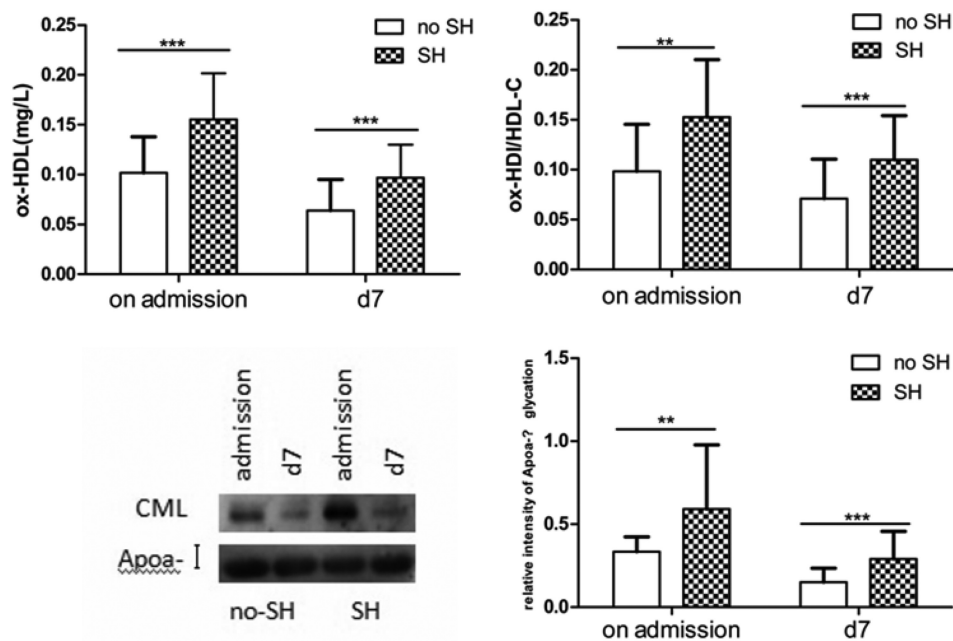 ox-HDL(mg/L)
0.25
0.20
0.15
0.10
0.05
0.00
no SH
SH
***
***
on admission
d7
ox-HDI/HDL-C
0.25
0.20
0.15
0.10
0.05
0.00
no SH
SH
**
***
on admission
d7
admission
d7
admission
d7
CML
Apoa- I
no-SH
SH
relative intensity of Apoa-? glycation
1.5
1.0
0.5
0.0
no SH
SH
**
***
on admission
d7